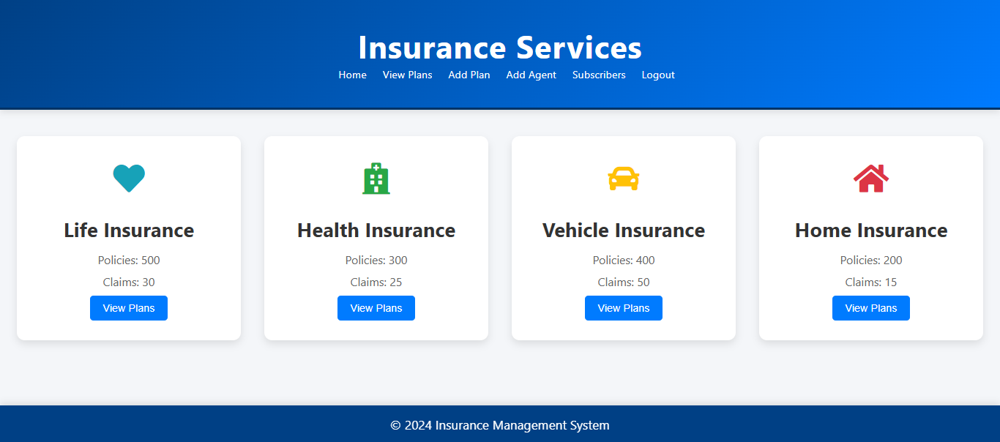 Insurance Services
Home View Plans Add Plan Add Agent Subscribers Logout
Life Insurance
Policies: 500
Claims: 30
View Plans
Health Insurance
Policies: 300
Claims: 25
View Plans
Vehicle Insurance
Policies: 400
Claims: 50
View Plans
Home Insurance
Policies: 200
Claims: 15
View Plans
© 2024 Insurance Management System